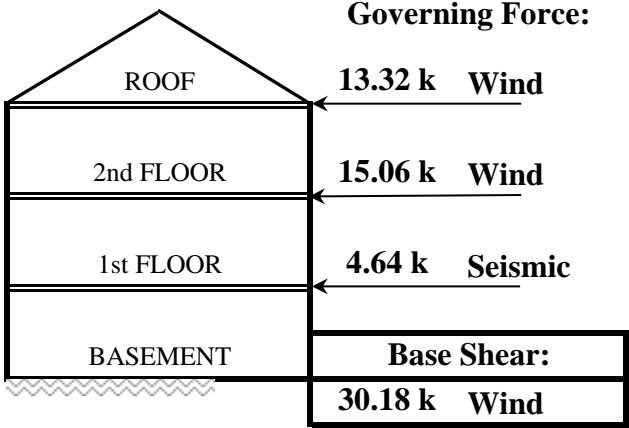 Governing Force:
ROOF 13.32 k Wind
2nd FLOOR 15.06 k Wind
1st FLOOR 4.64 k Seismic
BASEMENT Base Shear:
30.18 k Wind